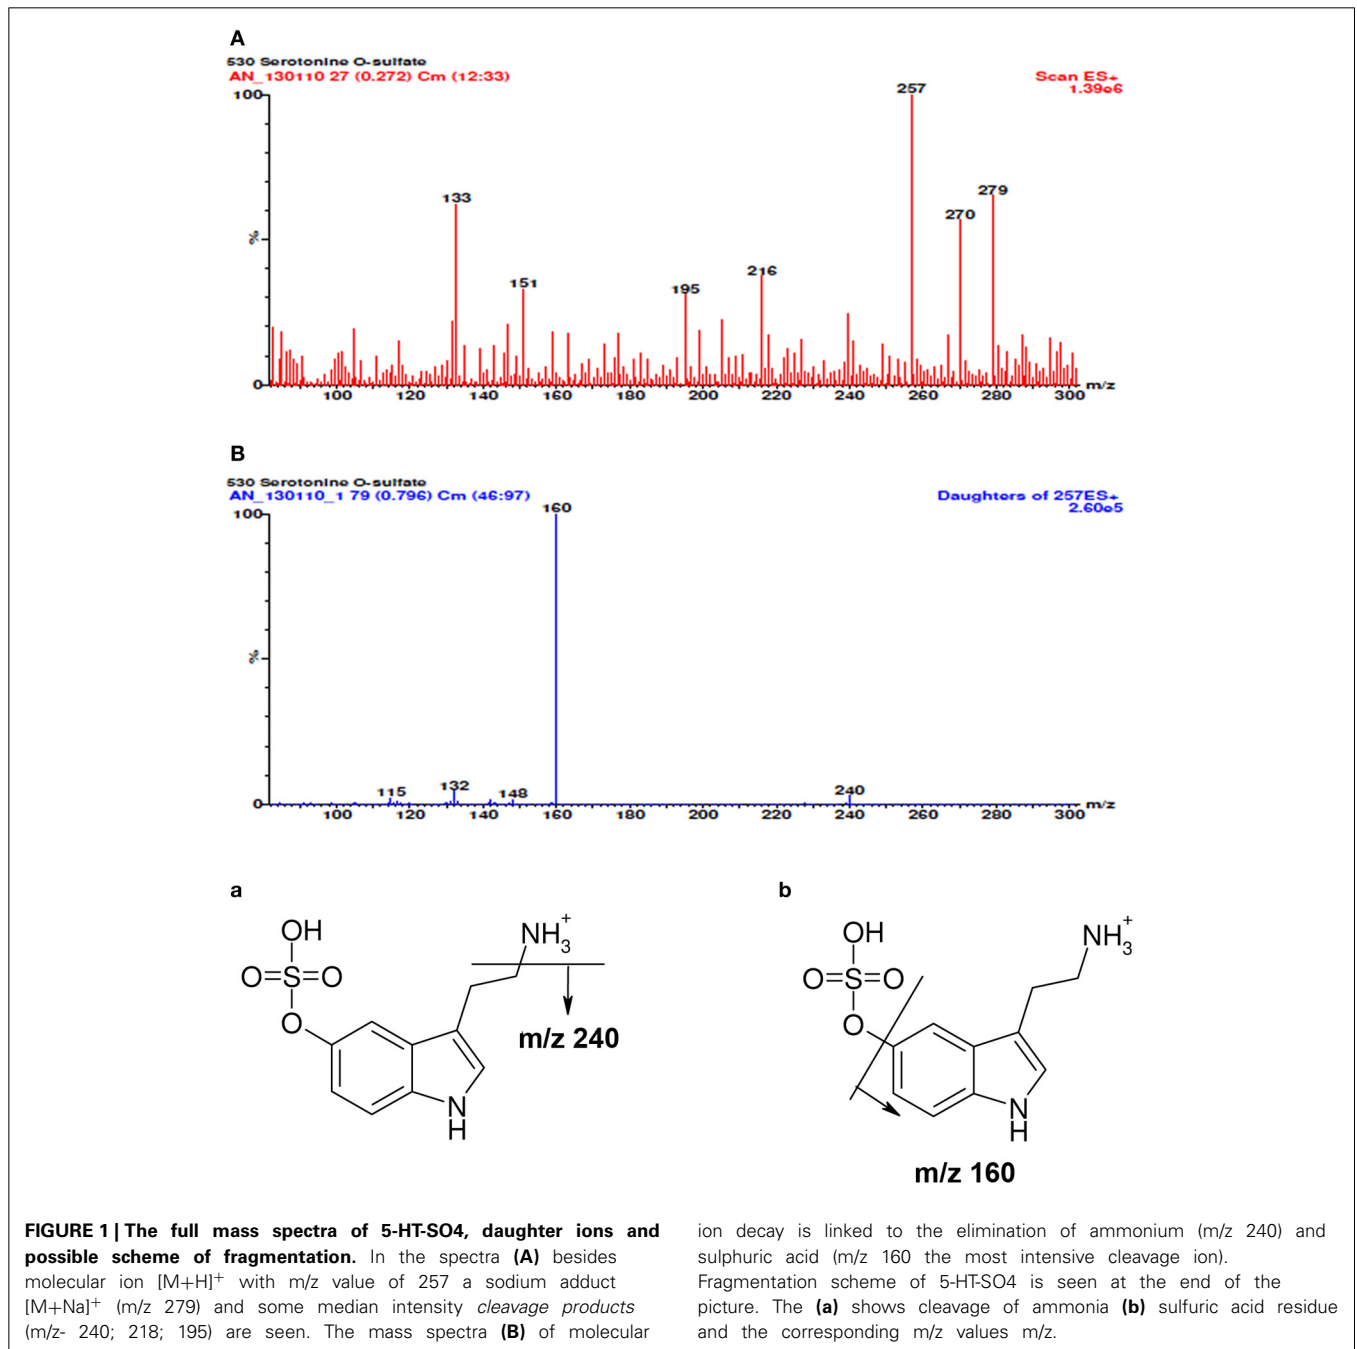 A
530 Serotonine O-sulfate
AN_130110 27 (0.272) Cm (12:33)
Scan ES+
1.39e6
100
%
0
257
133
279
270
216
151
195
100 120 140 160 180 200 220 240 260 280 300 m/z
B
530 Serotonine O-sulfate
AN_130110_1 79 (0.796) Cm (46:97)
Daughters of 257ES+
2.60e5
100
%
0
160
115
132
148
240
100 120 140 160 180 200 220 240 260 280 300 m/z
a
OH
O=S=O
O
NH3+
m/z 240
N
H
b
OH
O=S=O
O
NH3+
N
H
m/z 160
FIGURE 1 | The full mass spectra of 5-HT-SO4, daughter ions and
possible scheme of fragmentation. In the spectra (A) besides
molecular ion [M+H]+ with m/z value of 257 a sodium adduct
[M+Na]+ (m/z 279) and some median intensity cleavage products
(m/z- 240; 218; 195) are seen. The mass spectra (B) of molecular
ion decay is linked to the elimination of ammonium (m/z 240) and
sulphuric acid (m/z 160 the most intensive cleavage ion).
Fragmentation scheme of 5-HT-SO4 is seen at the end of the
picture. The (a) shows cleavage of ammonia (b) sulfuric acid residue
and the corresponding m/z values m/z.